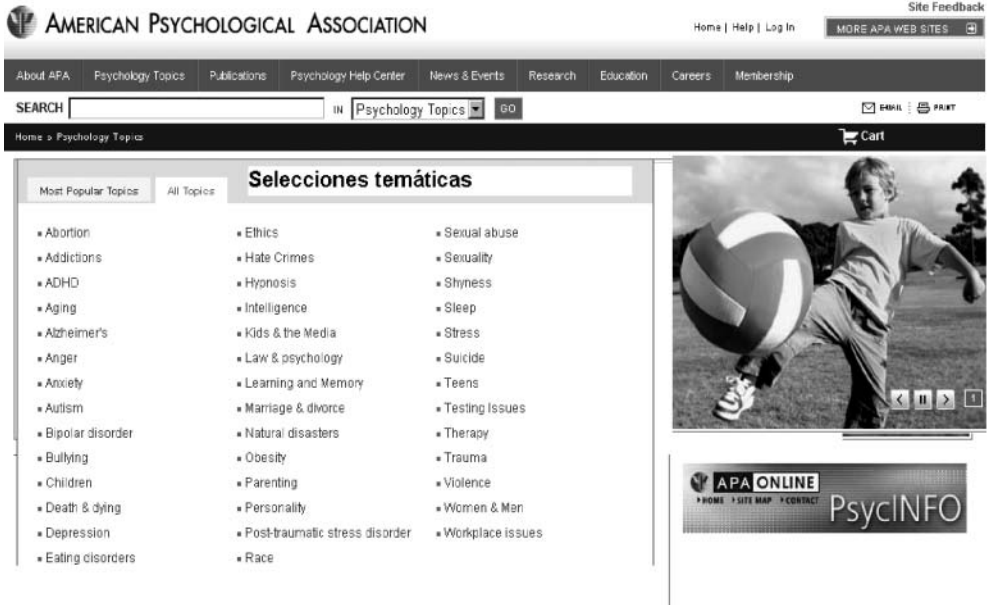 Site Feedback
AMERICAN PSYCHOLOGICAL ASSOCIATION
Home | Help | Log In
MORE APA WEB SITES
About APA Psychology Topics Publications Psychology Help Center News & Events Research Education Careers Membership
SEARCH IN Psychology Topics GO
EMAIL PRINT
Home » Psychology Topics
Cart
Most Popular Topics All Topics Selecciones temáticas
Abortion
Addictions
ADHD
Aging
Alzheimer's
Anger
Anxiety
Autism
Bipolar disorder
Bullying
Children
Death & dying
Depression
Eating disorders
Ethics
Hate Crimes
Hypnosis
Intelligence
Kids & the Media
Law & psychology
Learning and Memory
Marriage & divorce
Natural disasters
Obesity
Parenting
Personality
Post-traumatic stress disorder
Race
Sexual abuse
Sexuality
Shyness
Sleep
Stress
Suicide
Teens
Testing Issues
Therapy
Trauma
Violence
Women & Men
Workplace issues
1
APA ONLINE
HOME SITE MAP CONTACT
PsycINFO